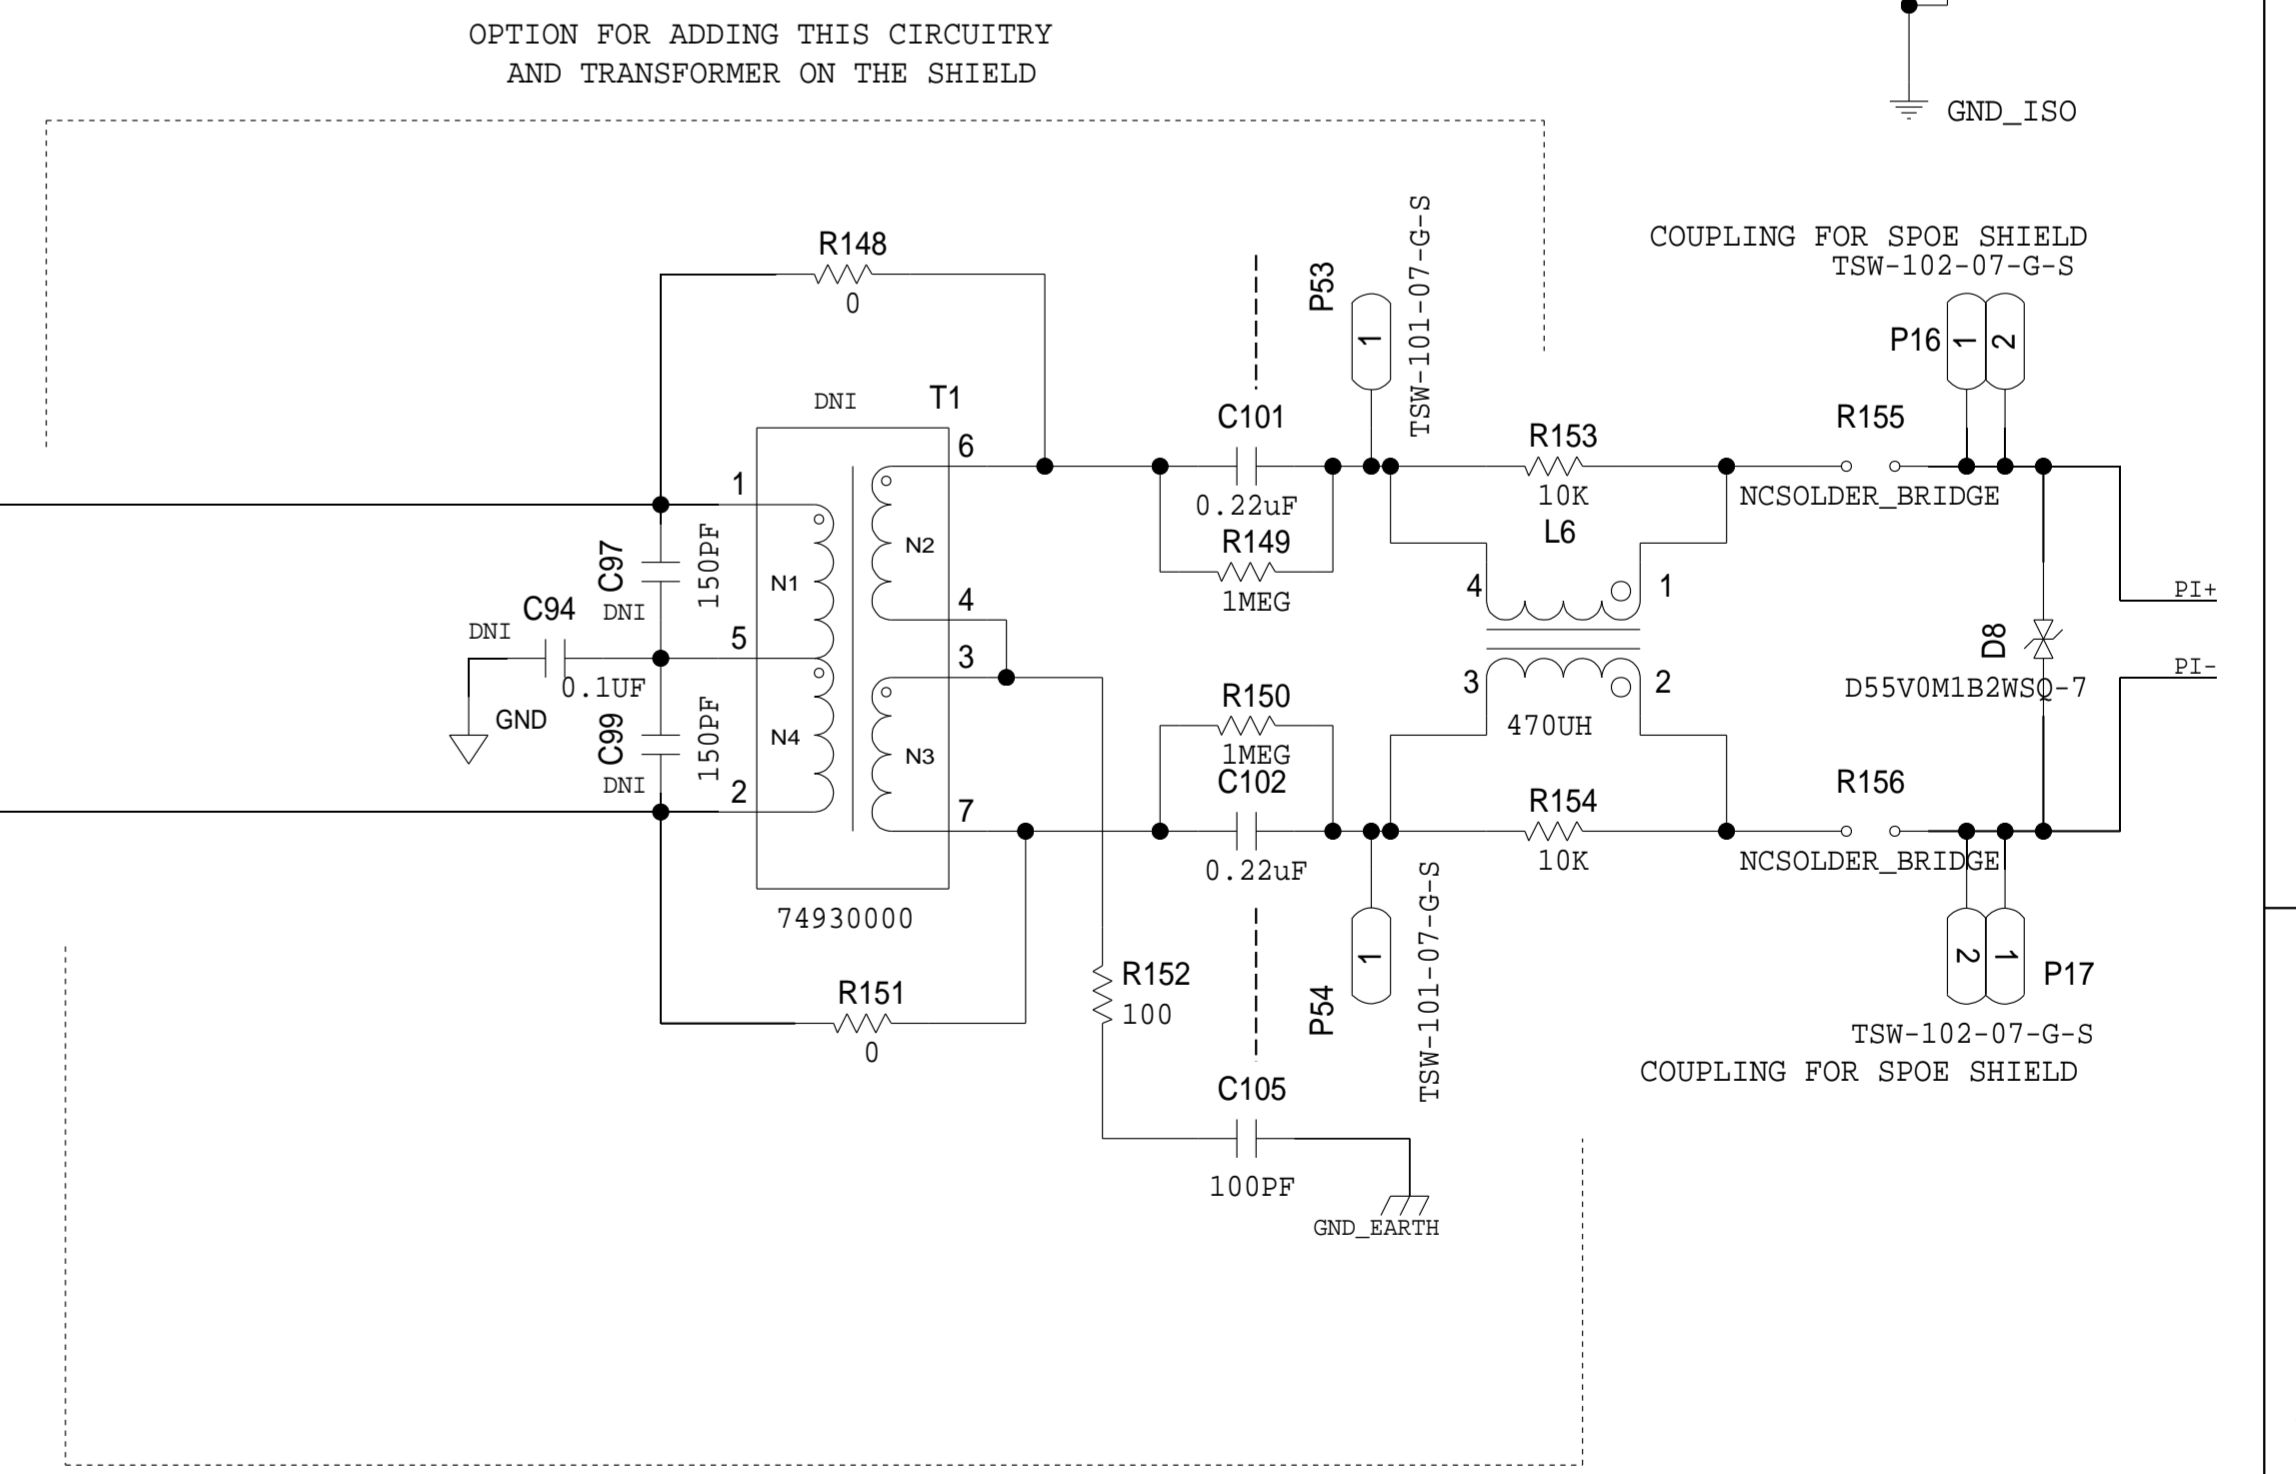 OPTION FOR ADDING THIS CIRCUITRY
AND TRANSFORMER ON THE SHIELD
GND_ISO
COUPLING FOR SPOE SHIELD
TSW-102-07-G-S
P16
1
2
R148
0
P53
1
TSW-101-07-G-S
DNI
T1
C101
0.22uF
R149
1MEG
R153
10K
L6
R155
NCSOLDER_BRIDGE
1
6
N1
N2
4
5
3
N4
N3
2
7
74930000
C97
150PF
DNI
C94
DNI
0.1UF
GND
C99
150PF
DNI
4
1
3
2
470UH
PI+
PI-
D8
D55V0M1B2WSQ-7
R150
1MEG
C102
0.22uF
R154
10K
R156
NCSOLDER_BRIDGE
R151
0
R152
100
P54
1
TSW-101-07-G-S
2
1
P17
TSW-102-07-G-S
COUPLING FOR SPOE SHIELD
C105
100PF
GND_EARTH